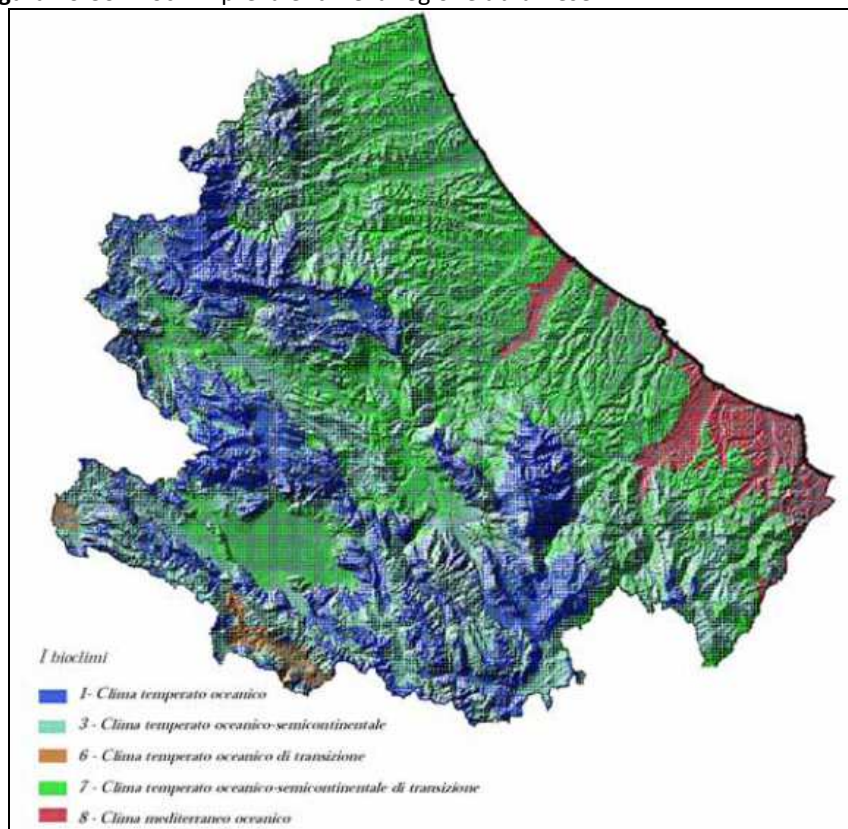 I bioclimi
1- Clima temperato oceanico
3 - Clima temperato oceanico-semicontinentale
6 - Clima temperato oceanico di transizione
7 - Clima temperato oceanico-semicontinentale di transizione
8 - Clima mediterraneo oceanico